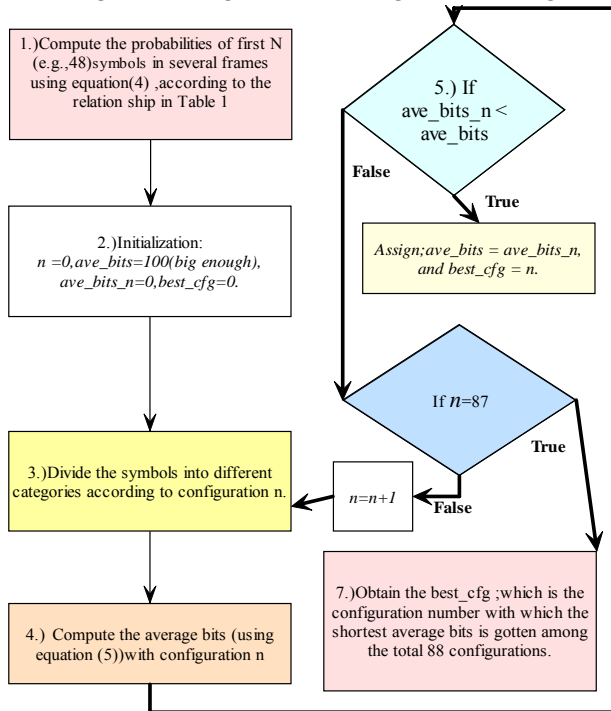 1.)Compute the probabilities of first N
(e.g.,48)symbols in several frames
using equation(4) ,according to the
relation ship in Table 1
2.)Initialization:
n =0,ave_bits=100(big enough),
ave_bits_n=0,best_cfg=0.
3.)Divide the symbols into different
categories according to configuration n.
4.) Compute the average bits (using
equation (5))with configuration n
5.) If
ave_bits_n <
ave_bits
False
True
Assign;ave_bits = ave_bits_n,
and best_cfg = n.
If n=87
True
False
n=n+1
7.)Obtain the best_cfg ;which is the
configuration number with which the
shortest average bits is gotten among
the total 88 configurations.